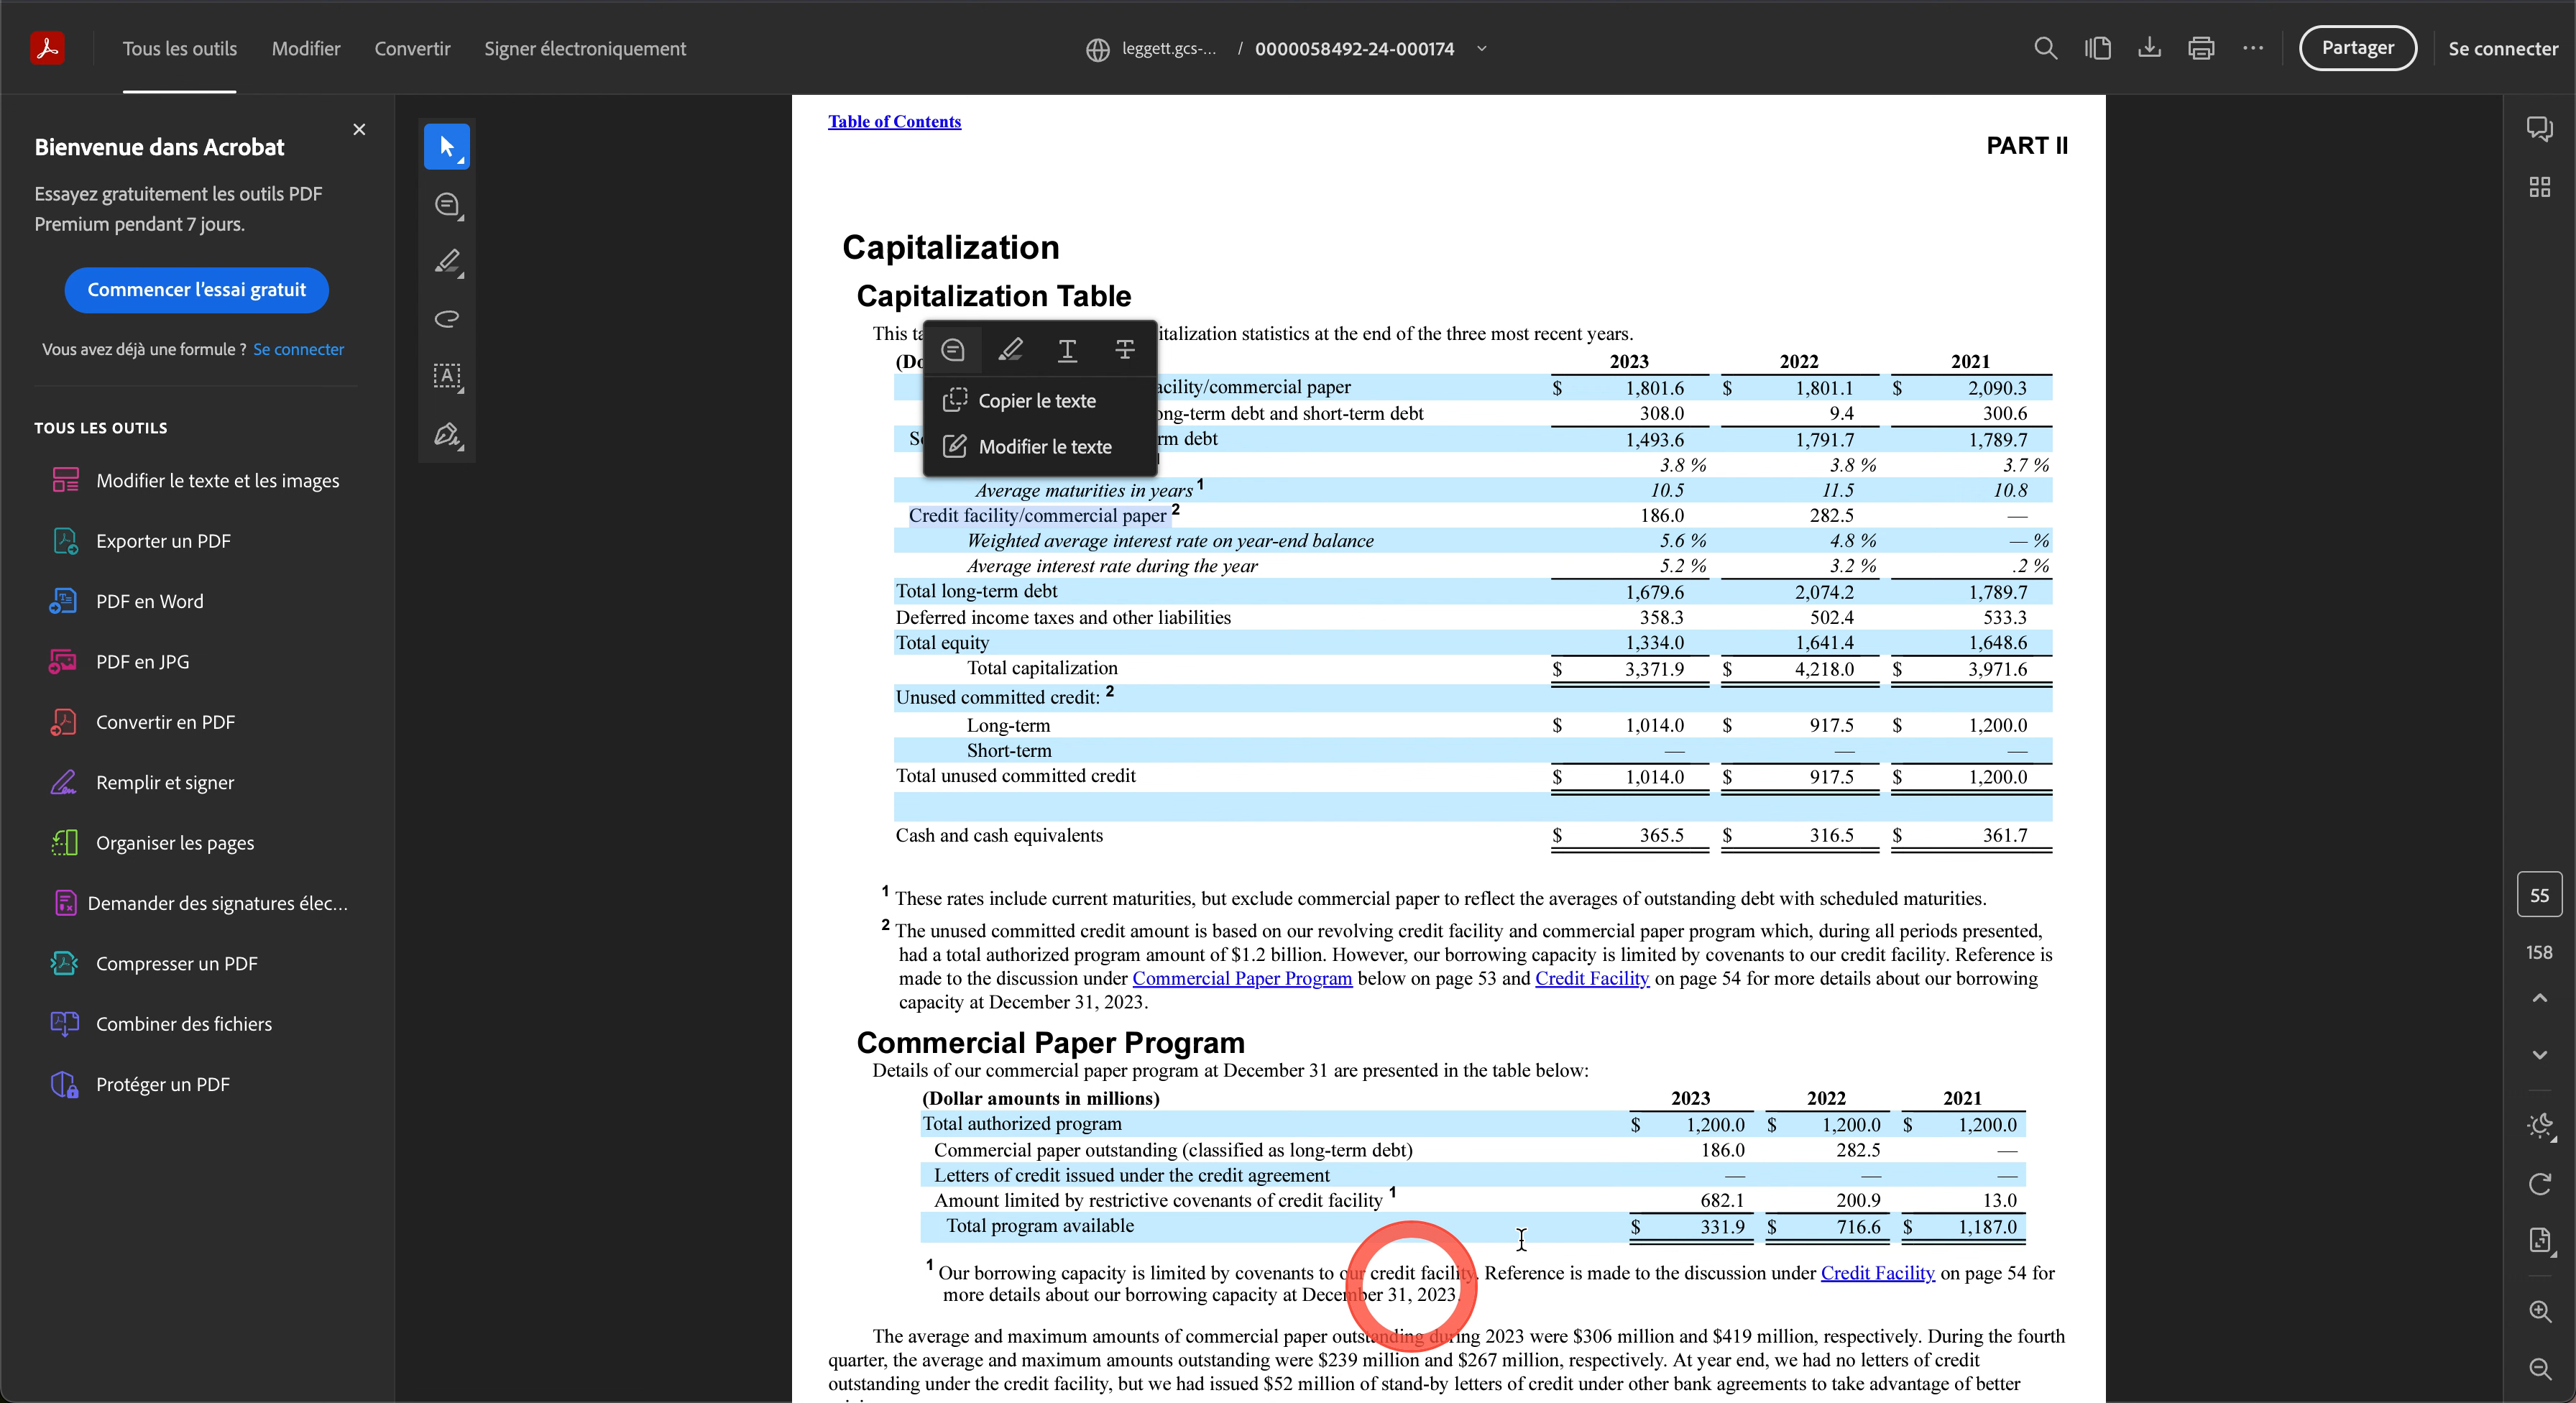 Tous les outils Modifier Convertir Signer électroniquement leggett.gcs-... / 0000058492-24-000174 Partager Se connecter
Bienvenue dans Acrobat
Essayez gratuitement les outils PDF
Premium pendant 7 jours.
Commencer l'essai gratuit
Vous avez déjà une formule ? Se connecter
TOUS LES OUTILS
Modifier le texte et les images
Exporter un PDF
PDF en Word
PDF en JPG
Convertir en PDF
Remplir et signer
Organiser les pages
Demander des signatures élec...
Compresser un PDF
Combiner des fichiers
Protéger un PDF
Table of Contents
PART II
Capitalization
Capitalization Table
This ta italization statistics at the end of the three most recent years.
(Do 2023 2022 2021
acility/commercial paper $ 1,801.6 $ 1,801.1 $ 2,090.3
ong-term debt and short-term debt 308.0 9.4 300.6
Sc rm debt 1,493.6 1,791.7 1,789.7
3.8 % 3.8 % 3.7 %
Average maturities in years 1 10.5 11.5 10.8
Credit facility/commercial paper 2 186.0 282.5 —
Weighted average interest rate on year-end balance 5.6 % 4.8 % — %
Average interest rate during the year 5.2 % 3.2 % .2 %
Total long-term debt 1,679.6 2,074.2 1,789.7
Deferred income taxes and other liabilities 358.3 502.4 533.3
Total equity 1,334.0 1,641.4 1,648.6
Total capitalization $ 3,371.9 $ 4,218.0 $ 3,971.6
Unused committed credit: 2
Long-term $ 1,014.0 $ 917.5 $ 1,200.0
Short-term — — —
Total unused committed credit $ 1,014.0 $ 917.5 $ 1,200.0
Cash and cash equivalents $ 365.5 $ 316.5 $ 361.7
Copier le texte
Modifier le texte
1 These rates include current maturities, but exclude commercial paper to reflect the averages of outstanding debt with scheduled maturities.
2 The unused committed credit amount is based on our revolving credit facility and commercial paper program which, during all periods presented,
had a total authorized program amount of $1.2 billion. However, our borrowing capacity is limited by covenants to our credit facility. Reference is
made to the discussion under Commercial Paper Program below on page 53 and Credit Facility on page 54 for more details about our borrowing
capacity at December 31, 2023.
Commercial Paper Program
Details of our commercial paper program at December 31 are presented in the table below:
(Dollar amounts in millions) 2023 2022 2021
Total authorized program $ 1,200.0 $ 1,200.0 $ 1,200.0
Commercial paper outstanding (classified as long-term debt) 186.0 282.5 —
Letters of credit issued under the credit agreement — — —
Amount limited by restrictive covenants of credit facility 1 682.1 200.9 13.0
Total program available $ 331.9 $ 716.6 $ 1,187.0
1 Our borrowing capacity is limited by covenants to our credit facility. Reference is made to the discussion under Credit Facility on page 54 for
more details about our borrowing capacity at December 31, 2023.
The average and maximum amounts of commercial paper outstanding during 2023 were $306 million and $419 million, respectively. During the fourth
quarter, the average and maximum amounts outstanding were $239 million and $267 million, respectively. At year end, we had no letters of credit
outstanding under the credit facility, but we had issued $52 million of stand-by letters of credit under other bank agreements to take advantage of better
55
158